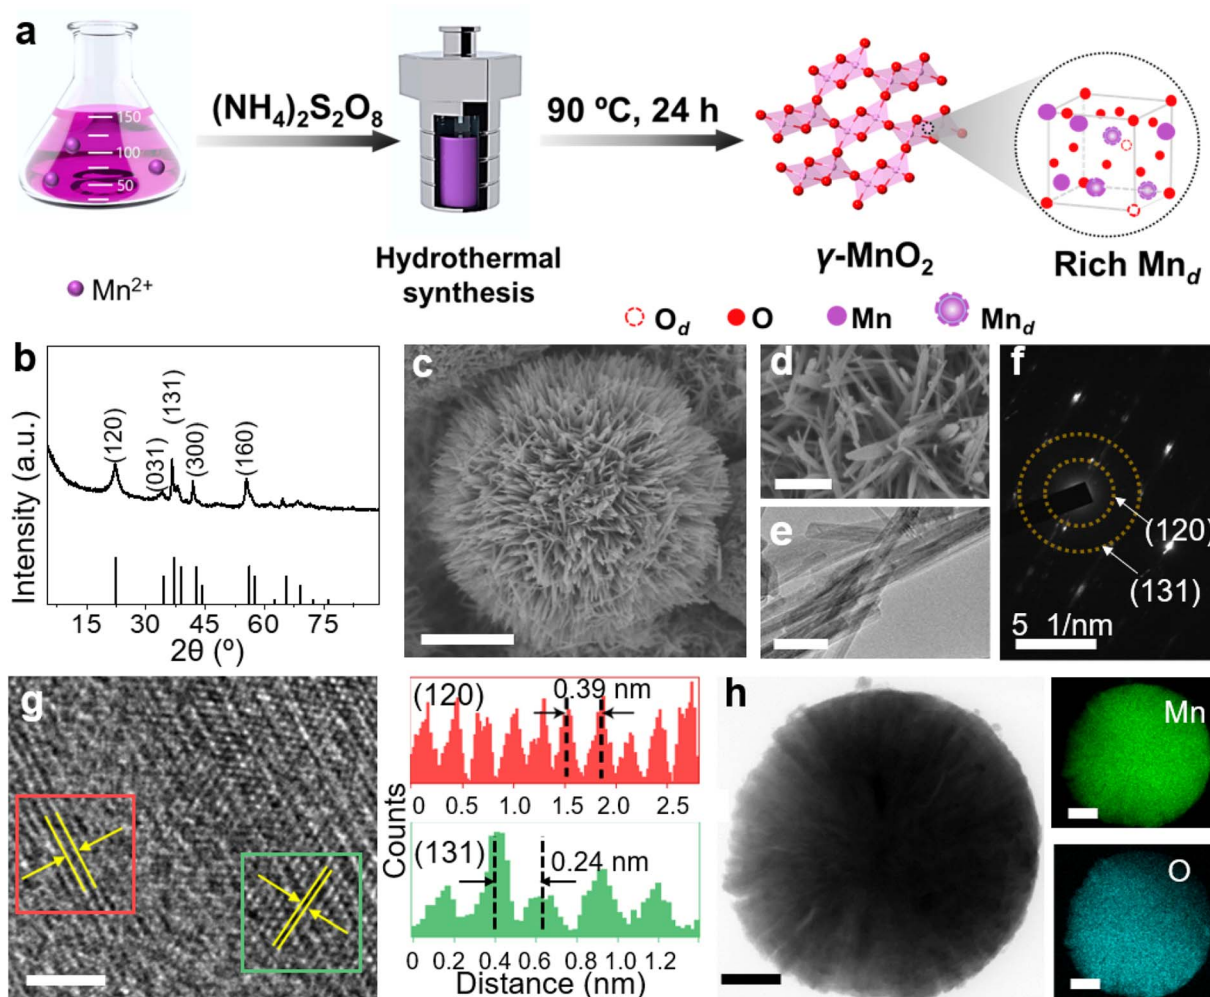 a
150
100
50
(NH₄)₂S₂O₈
90 ºC, 24 h
Mn²⁺
Hydrothermal
synthesis
γ-MnO₂
Rich Mn_d
O_d
O
Mn
Mn_d
b
Intensity (a.u.)
(120)
(031)
(131)
(300)
(160)
15 30 45 60 75
2θ (º)
c
d
e
f
(120)
(131)
5 1/nm
g
Counts
(120)
0.39 nm
0 0.5 1.0 1.5 2.0 2.5
(131)
0.24 nm
0 0.2 0.4 0.6 0.8 1.0 1.2
Distance (nm)
h
Mn
O